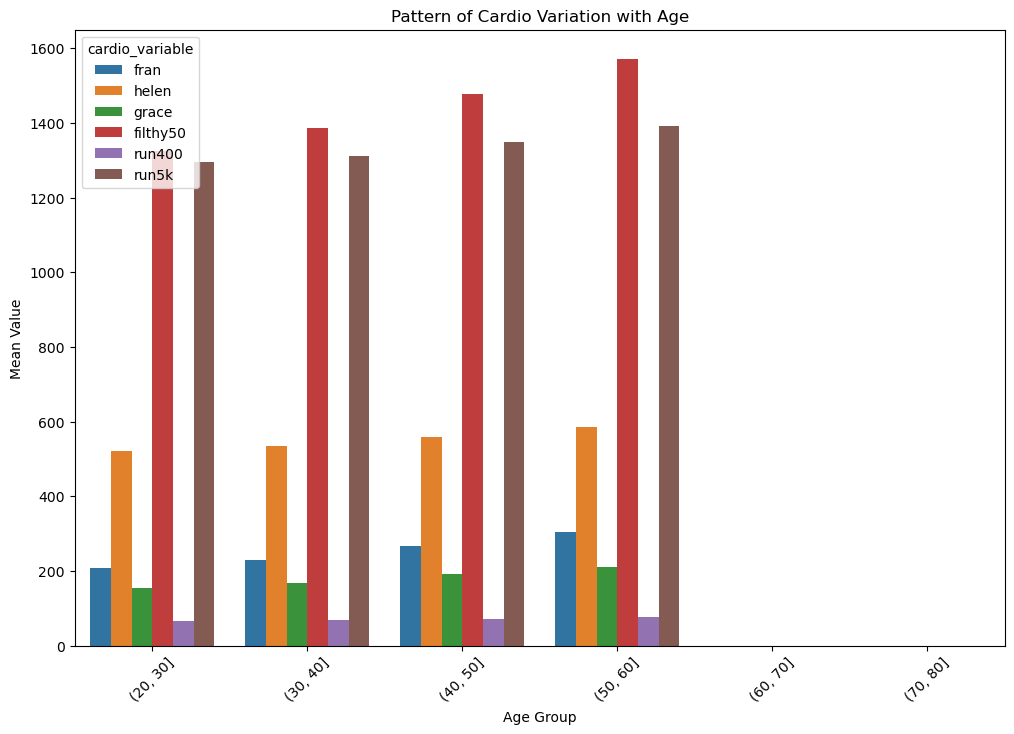 Pattern of Cardio Variation with Age
cardio_variable
fran
helen
grace
filthy50
run400
run5k
1600
1400
1200
1000
800
600
400
200
0
Mean Value
(20, 30]
(30, 40]
(40, 50]
(50, 60]
(60, 70]
(70, 80]
Age Group